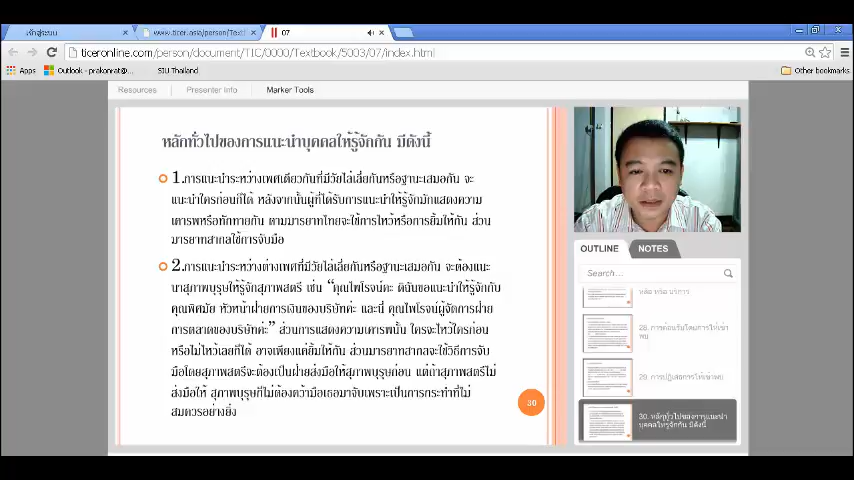 เข้าสู่ระบบ
www.ticer.asia/person/Text
07
ticeronline.com/person/document/TIC/0000/Textbook/5003/07/index.html
Apps
Outlook - prakonrat@...
SIU Thailand
Other bookmarks
Resources
Presenter Info
Marker Tools
หลักทั่วไปของการแนะนำบุคคลให้รู้จักกัน มีดังนี้
1.การแนะนำระหว่างเพศเดียวกันที่มีวัยไล่เลี่ยกันหรือฐานะเสมอกัน จะ
แนะนำใครก่อนก็ได้ หลังจากนั้นผู้ที่ได้รับการแนะนำให้รู้จักมักแสดงความ
เคารพหรือทักทายกัน ตามมารยาทไทยจะใช้การไหว้หรือการยิ้มให้กัน ส่วน
มารยาทสากลใช้การจับมือ
2.การแนะนำระหว่างต่างเพศที่มีวัยไล่เลี่ยกันหรือฐานะเสมอกัน จะต้องแนะ
นำสุภาพบุรุษให้รู้จักสุภาพสตรี เช่น “คุณไพโรจน์คะ ดิฉันขอแนะนำให้รู้จักกับ
คุณพิศมัย หัวหน้าฝ่ายการเงินของบริษัทค่ะ และนี่ คุณไพโรจน์ผู้จัดการฝ่าย
การตลาดของบริษัทค่ะ” ส่วนการแสดงความเคารพนั้น ใครจะไหว้ใครก่อน
หรือไม่ไหว้เลยก็ได้ อาจเพียงแค่ยิ้มให้กัน ส่วนมารยาทสากลจะใช้วิธีการจับ
มือโดยสุภาพสตรีจะต้องเป็นฝ่ายส่งมือให้สุภาพบุรุษก่อน แต่ถ้าสุภาพสตรีไม่
ส่งมือให้ สุภาพบุรุษก็ไม่ต้องคว้ามือเธอมาจับเพราะเป็นการกระทำที่ไม่
สมควรอย่างยิ่ง
30
OUTLINE
NOTES
Search...
28. การต้อนรับโดยการให้เข้า
พบ
29. การปฏิเสธการให้เข้าพบ
30. หลักทั่วไปของการแนะนำ
บุคคลให้รู้จักกัน มีดังนี้